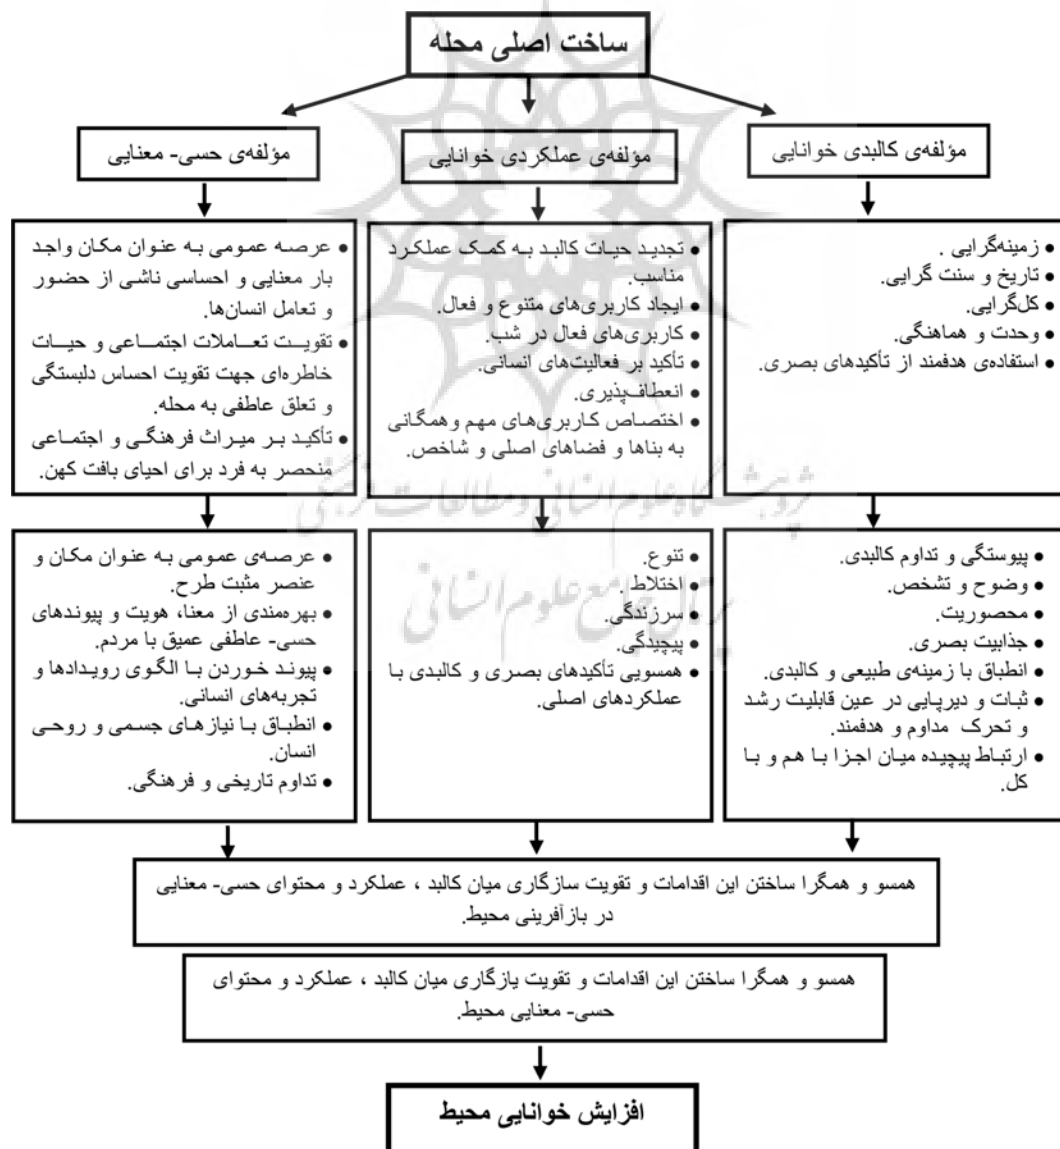 ساخت اصلی محله
مؤلفه‌ی کالبدی خوانایی
مؤلفه‌ی عملکردی خوانایی
مؤلفه‌ی حسی- معنایی
• زمینه‌گرایی .
• تاریخ و سنت گرایی.
• کل‌گرایی.
• وحدت و هماهنگی.
• استفاده‌ی هدفمند از تأکیدهای بصری.
• تجدید حیات کالبد به کمک عملکرد
مناسب.
• ایجاد کاربری‌های متنوع و فعال.
• کاربری‌های فعال در شب.
• تأکید بر فعالیت‌های انسانی.
• انعطاف‌پذیری.
• اختصاص کاربری‌های مهم وهمگانی
به بناها و فضاهای اصلی و شاخص.
• عرصه عمومی به عنوان مکان واجد
بار معنایی و احساسی ناشی از حضور
و تعامل انسان‌ها.
• تقویت تعاملات اجتماعی و حیات
خاطره‌ای جهت تقویت احساس دلبستگی
و تعلق عاطفی به محله.
• تأکید بر میراث فرهنگی و اجتماعی
منحصر به فرد برای احیای بافت کهن.
پژوهشگاه علوم انسانی و مطالعات فرهنگی
پرتال جامع علوم انسانی
• پیوستگی و تداوم کالبدی.
• وضوح و تشخص.
• محصوریت.
• جذابیت بصری.
• انطباق با زمینه‌ی طبیعی و کالبدی.
• ثبات و دیرپایی در عین قابلیت رشد
و تحرک مداوم و هدفمند.
• ارتباط پیچیده میان اجزا با هم و با
کل.
• تنوع.
• اختلاط .
• سرزندگی.
• پیچیدگی.
• همسویی تأکیدهای بصری و کالبدی با
عملکردهای اصلی.
• عرصه‌ی عمومی به عنوان مکان و
عنصر مثبت طرح.
• بهره‌مندی از معنا، هویت و پیوندهای
حسی- عاطفی عمیق با مردم.
• پیوند خوردن با الگوی رویدادها و
تجربه‌های انسانی.
• انطباق با نیازهای جسمی و روحی
انسان.
• تداوم تاریخی و فرهنگی.
همسو و همگرا ساختن این اقدامات و تقویت سازگاری میان کالبد ، عملکرد و محتوای حسی- معنایی
در بازآفرینی محیط.
همسو و همگرا ساختن این اقدامات و تقویت یازگاری میان کالبد ، عملکرد و محتوای
حسی- معنایی محیط.
افزایش خوانایی محیط